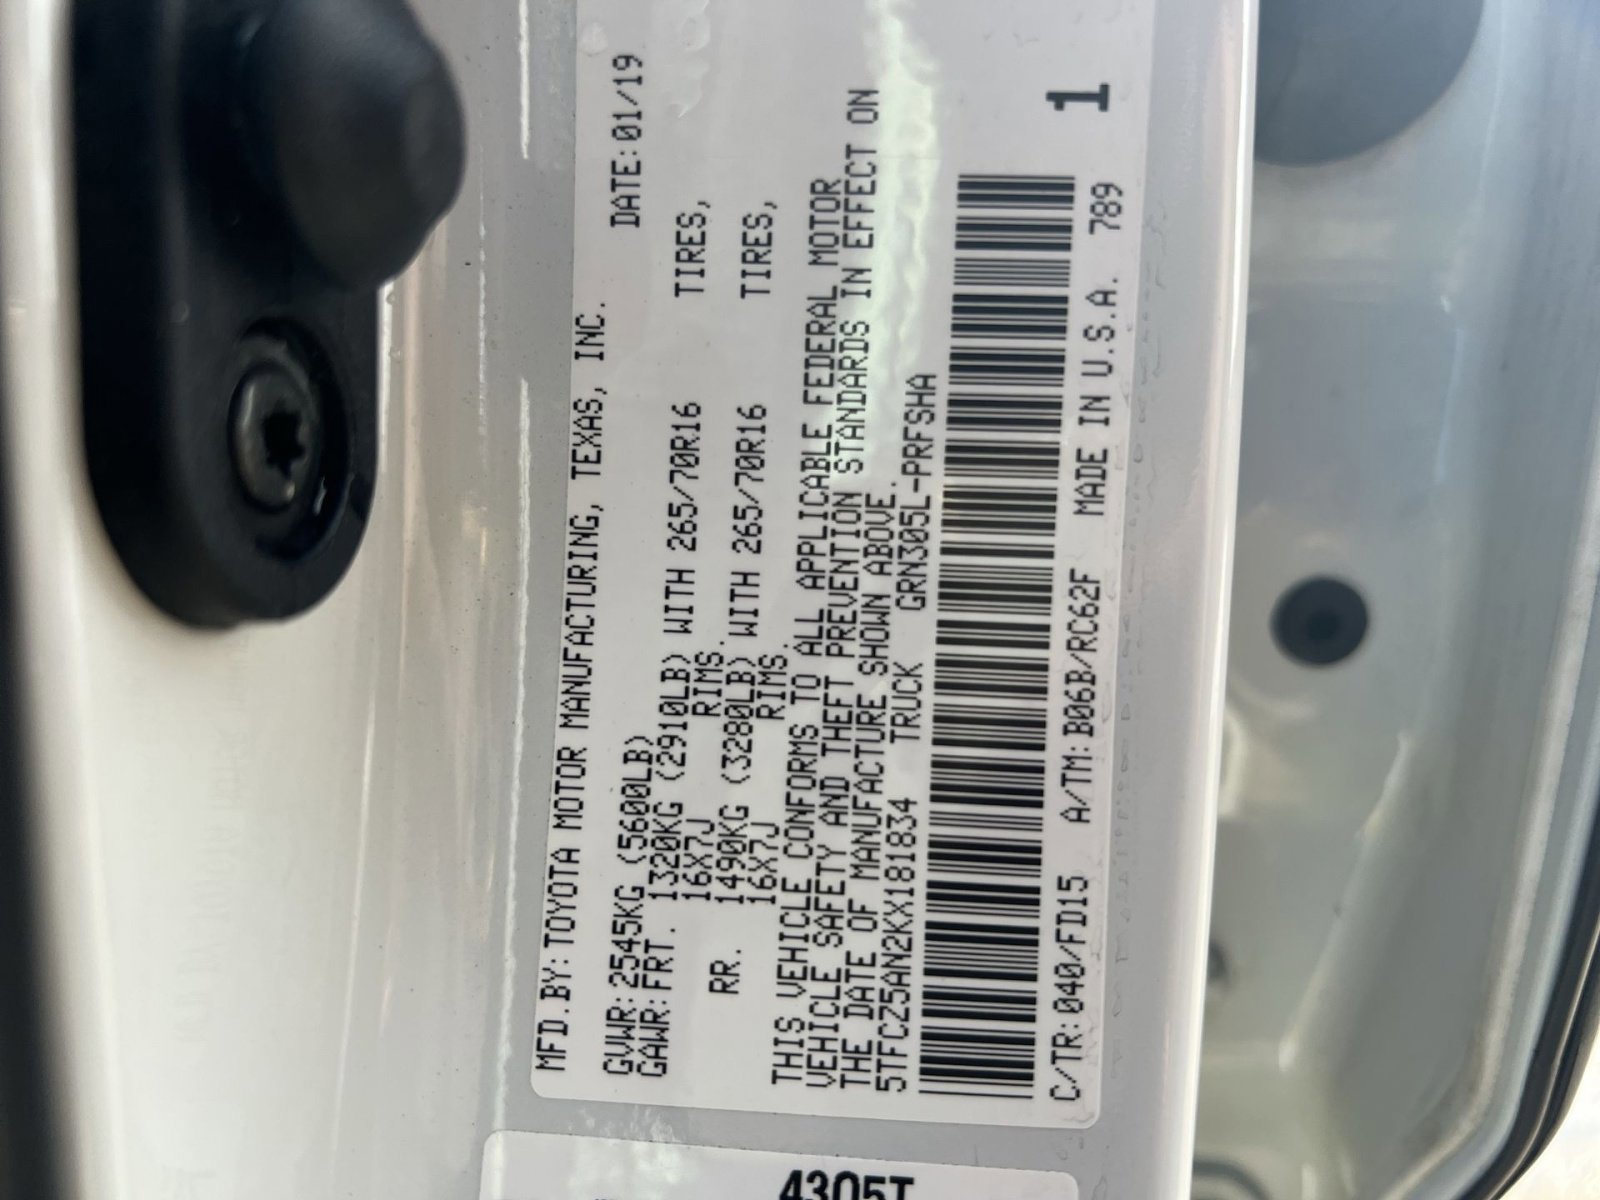 MFD.BY:TOYOTA MOTOR MANUFACTURING, TEXAS, INC.
DATE:01/19
GVWR:2545KG (5600LB)
GAWR:FRT. 1320KG (2910LB) WITH 265/70R16 TIRES,
16X7J RIMS.
RR. 1490KG (3280LB) WITH 265/70R16 TIRES,
16X7J RIMS.
THIS VEHICLE CONFORMS TO ALL APPLICABLE FEDERAL MOTOR
VEHICLE SAFETY AND THEFT PREVENTION STANDARDS IN EFFECT ON
THE DATE OF MANUFACTURE SHOWN ABOVE.
5TFCZ5AN2KX181834 TRUCK GRN305L-PRFSHA
1
C/TR:040/FD15 A/TM:B06B/RC62F MADE IN U.S.A. 789